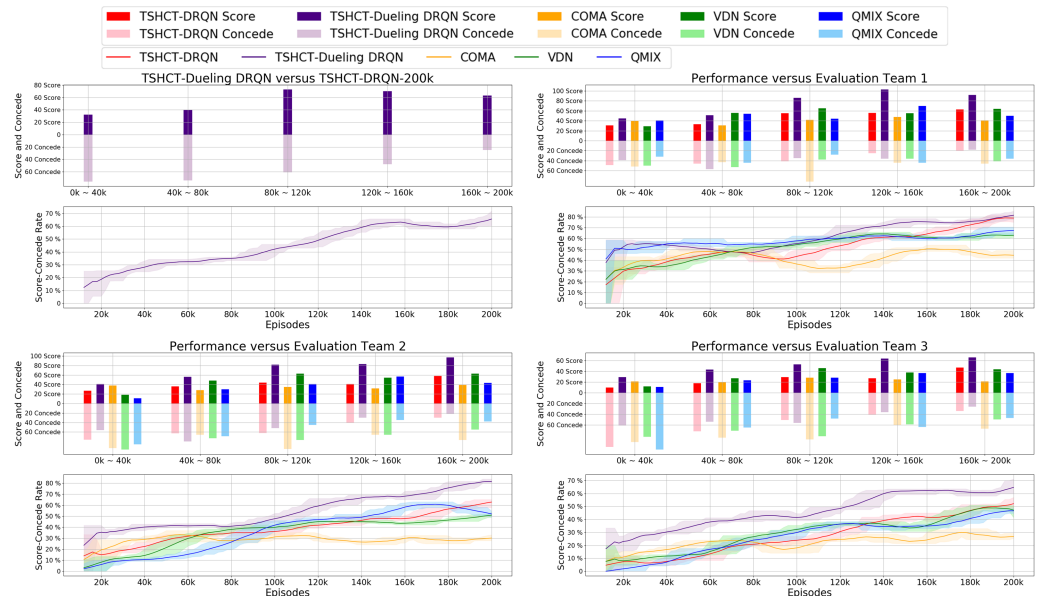 TSHCT-DRQN Score TSHCT-Dueling DRQN Score COMA Score VDN Score QMIX Score
TSHCT-DRQN Concede TSHCT-Dueling DRQN Concede COMA Concede VDN Concede QMIX Concede
TSHCT-DRQN TSHCT-Dueling DRQN COMA VDN QMIX
TSHCT-Dueling DRQN versus TSHCT-DRQN-200k
Score and Concede
80 Score
60 Score
40 Score
20 Score
0
20 Concede
40 Concede
60 Concede
0k ~ 40k 40k ~ 80k 80k ~ 120k 120k ~ 160k 160k ~ 200k
Score-Concede Rate
70 %
60 %
50 %
40 %
30 %
20 %
10 %
0
20k 40k 60k 80k 100k 120k 140k 160k 180k 200k
Episodes
Performance versus Evaluation Team 1
Score and Concede
100 Score
80 Score
60 Score
40 Score
20 Score
0
20 Concede
40 Concede
60 Concede
80 Concede
0k ~ 40k 40k ~ 80k 80k ~ 120k 120k ~ 160k 160k ~ 200k
Score-Concede Rate
80 %
70 %
60 %
50 %
40 %
30 %
20 %
10 %
0
20k 40k 60k 80k 100k 120k 140k 160k 180k 200k
Episodes
Performance versus Evaluation Team 2
Score and Concede
100 Score
80 Score
60 Score
40 Score
20 Score
0
20 Concede
40 Concede
60 Concede
0k ~ 40k 40k ~ 80k 80k ~ 120k 120k ~ 160k 160k ~ 200k
Score-Concede Rate
80 %
70 %
60 %
50 %
40 %
30 %
20 %
10 %
0
20k 40k 60k 80k 100k 120k 140k 160k 180k 200k
Episodes
Performance versus Evaluation Team 3
Score and Concede
60 Score
40 Score
20 Score
0
20 Concede
40 Concede
60 Concede
80 Concede
0k ~ 40k 40k ~ 80k 80k ~ 120k 120k ~ 160k 160k ~ 200k
Score-Concede Rate
70 %
60 %
50 %
40 %
30 %
20 %
10 %
0
20k 40k 60k 80k 100k 120k 140k 160k 180k 200k
Episodes